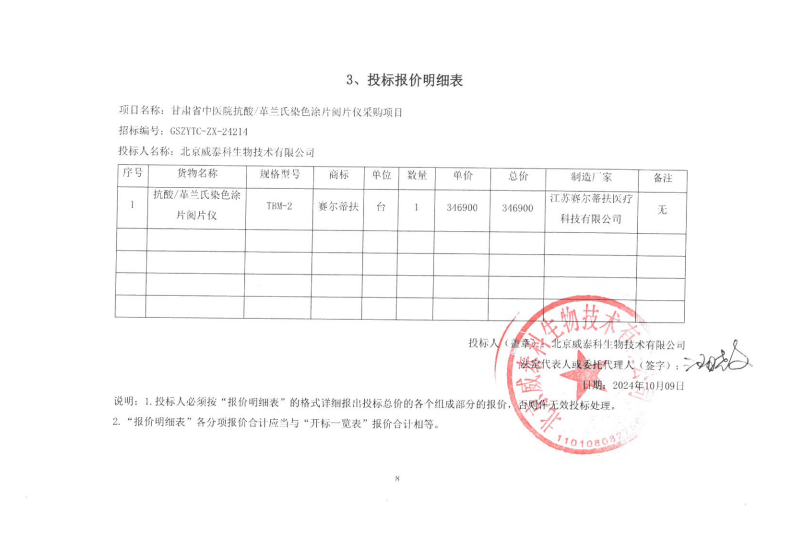 3、投标报价明细表
项目名称：甘肃省中医院抗酸/革兰氏染色涂片阅片仪采购项目
招标编号：GSZYTC-ZX-24214
投标人名称：北京威泰科生物技术有限公司
序号 货物名称 规格型号 商标 单位 数量 单价 总价 制造厂家 备注
1 抗酸/革兰氏染色涂片阅片仪 TBM-2 赛尔蒂扶 台 1 346900 346900 江苏赛尔蒂扶医疗科技有限公司 无
投标人（盖章）：北京威泰科生物技术有限公司
法定代表人或委托代理人（签字）：
日期：2024年10月09日
说明：1.投标人必须按“报价明细表”的格式详细报出投标总价的各个组成部分的报价，否则作无效投标处理。
2.“报价明细表”各分项报价合计应当与“开标一览表”报价合计相等。
北京威泰科生物技术有
8